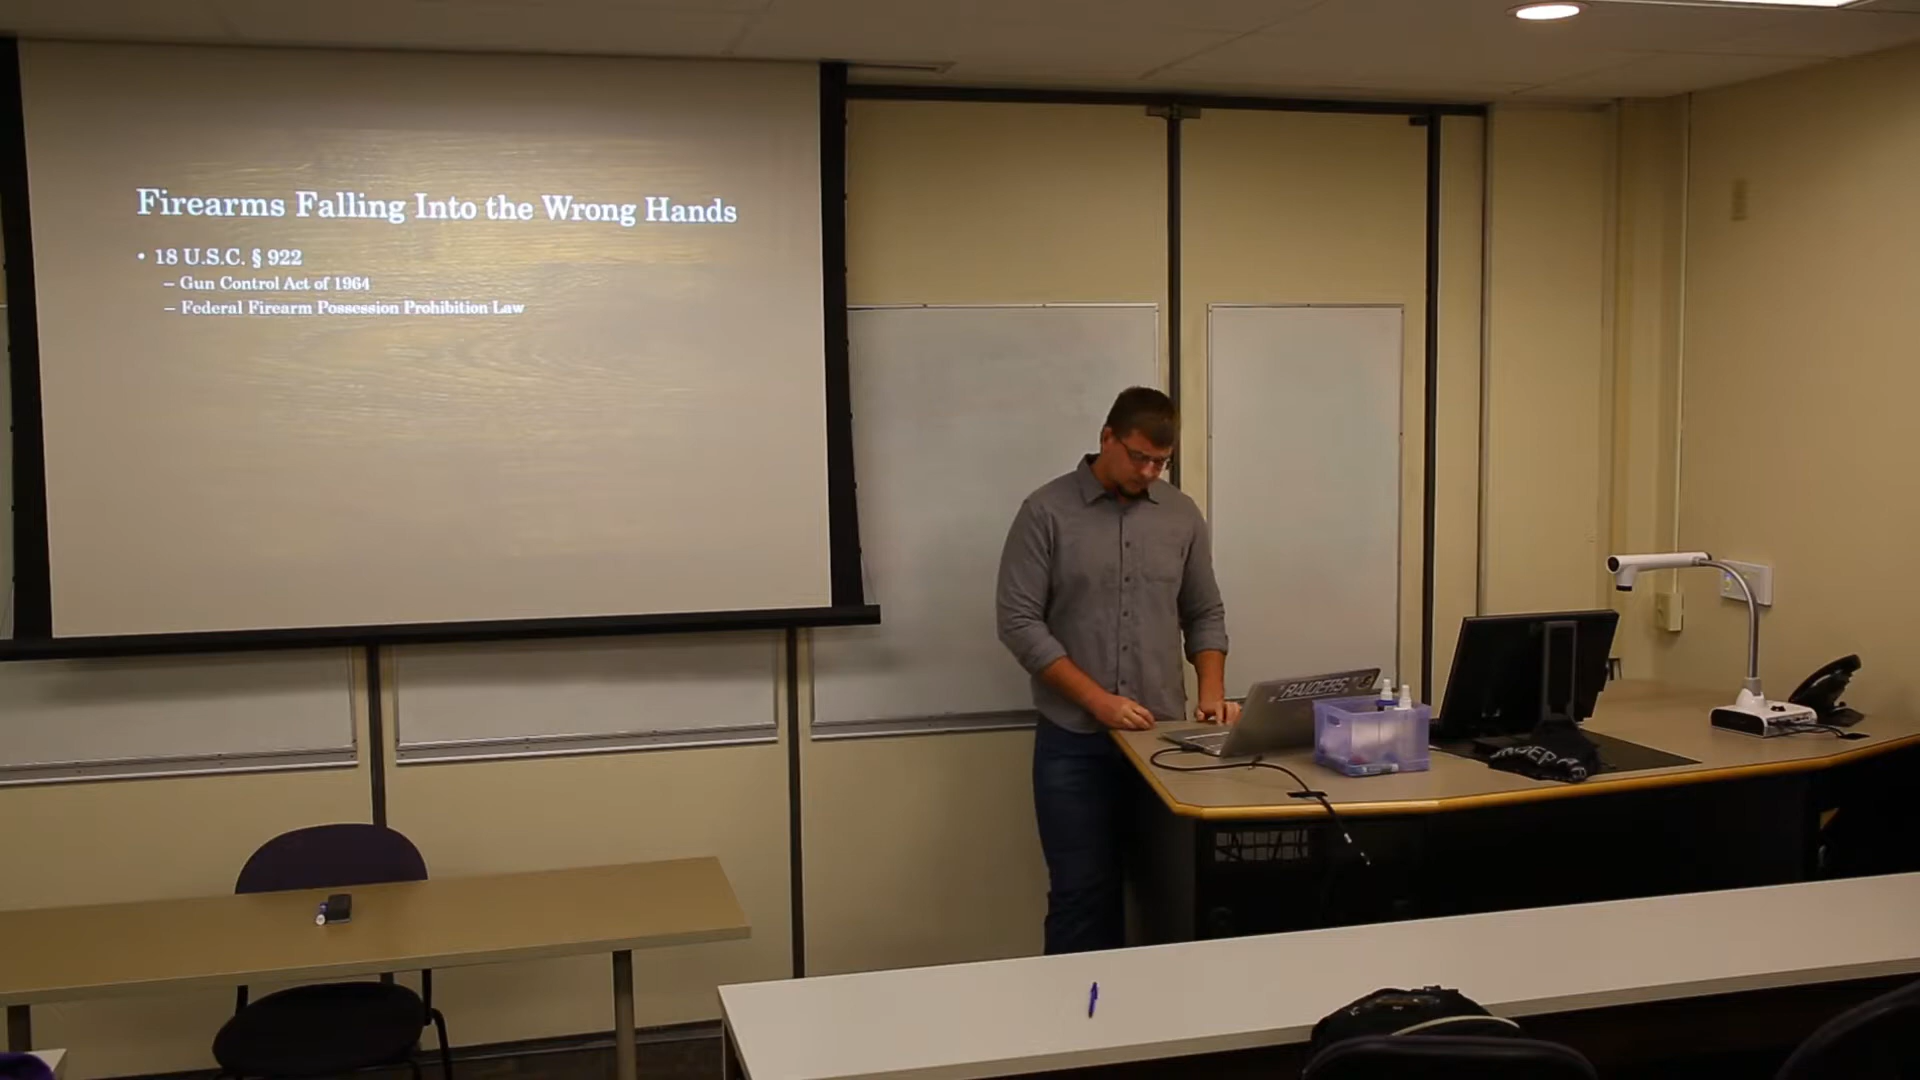 Firearms Falling Into the Wrong Hands
• 18 U.S.C. § 922
– Gun Control Act of 1964
– Federal Firearm Possession Prohibition Law
RAIDERS